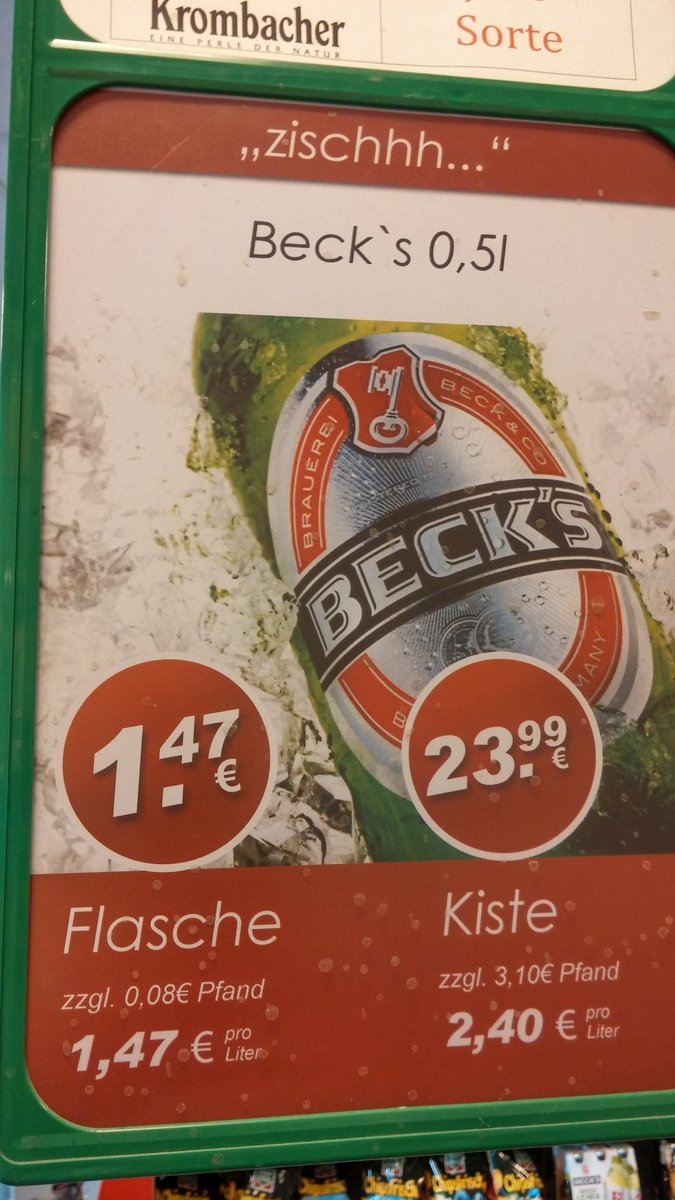 Krombacher
EINE PERLE DER NATUR
Sorte
„zischhh..."
Beck`s 0,5l
BRAUEREI
BECK & CO
BECK'S
MANY
1.47 €
23.99 €
Flasche
Kiste
zzgl. 0,08€ Pfand
zzgl. 3,10€ Pfand
1,47 € pro Liter
2,40 € pro Liter